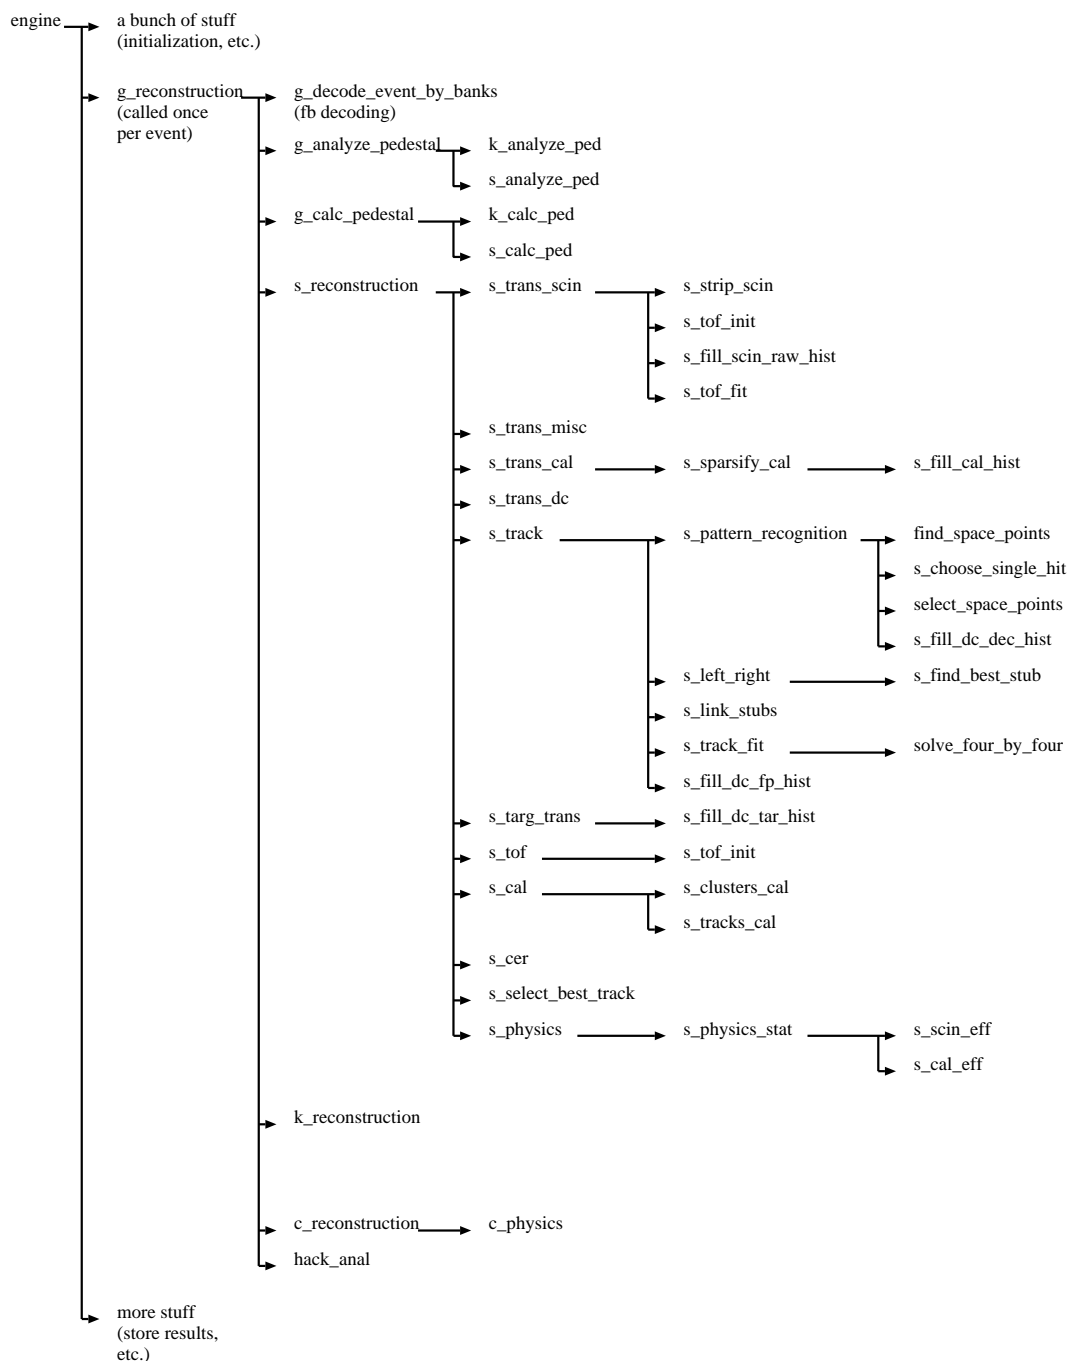 engine
a bunch of stuff
(initialization, etc.)
g_reconstruction
(called once
per event)
g_decode_event_by_banks
(fb decoding)
g_analyze_pedestal
k_analyze_ped
s_analyze_ped
g_calc_pedestal
k_calc_ped
s_calc_ped
s_reconstruction
s_trans_scin
s_strip_scin
s_tof_init
s_fill_scin_raw_hist
s_tof_fit
s_trans_misc
s_trans_cal
s_sparsify_cal
s_fill_cal_hist
s_trans_dc
s_track
s_pattern_recognition
find_space_points
s_choose_single_hit
select_space_points
s_fill_dc_dec_hist
s_left_right
s_find_best_stub
s_link_stubs
s_track_fit
solve_four_by_four
s_fill_dc_fp_hist
s_targ_trans
s_fill_dc_tar_hist
s_tof
s_tof_init
s_cal
s_clusters_cal
s_tracks_cal
s_cer
s_select_best_track
s_physics
s_physics_stat
s_scin_eff
s_cal_eff
k_reconstruction
c_reconstruction
c_physics
hack_anal
more stuff
(store results,
etc.)